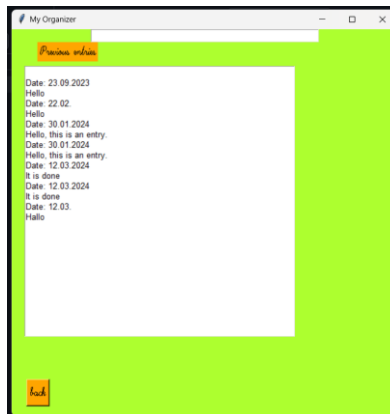 My Organizer
Previous entries
Date: 23.09.2023
Hello
Date: 22.02.
Hello
Date: 30.01.2024
Hello, this is an entry.
Date: 30.01.2024
Hello, this is an entry.
Date: 12.03.2024
It is done
Date: 12.03.2024
It is done
Date: 12.03.
Hallo
back